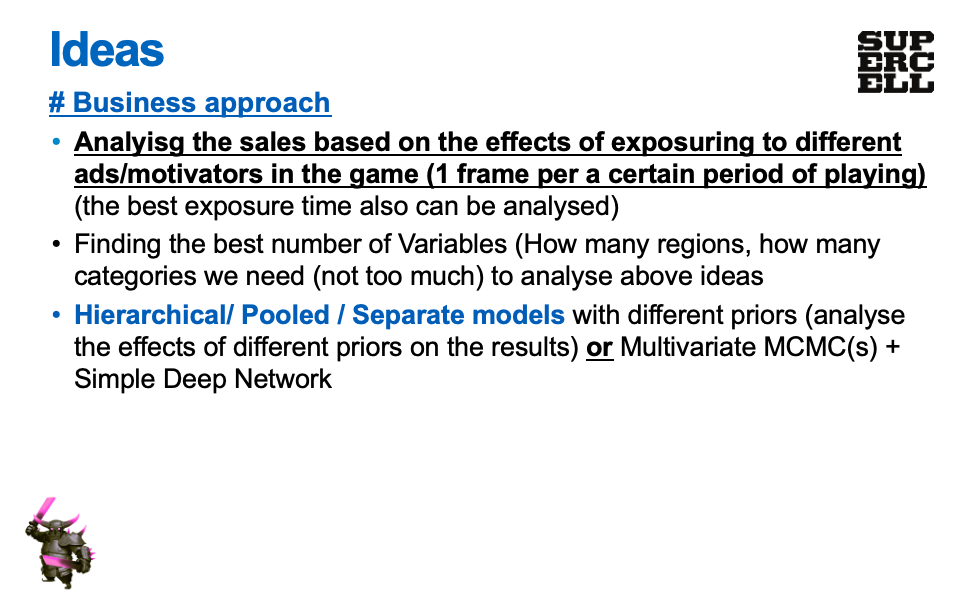 Ideas
SUP
ERC
ELL
# Business approach
• Analyisg the sales based on the effects of exposuring to different
ads/motivators in the game (1 frame per a certain period of playing)
(the best exposure time also can be analysed)
• Finding the best number of Variables (How many regions, how many
categories we need (not too much) to analyse above ideas
• Hierarchical/ Pooled / Separate models with different priors (analyse
the effects of different priors on the results) or Multivariate MCMC(s) +
Simple Deep Network